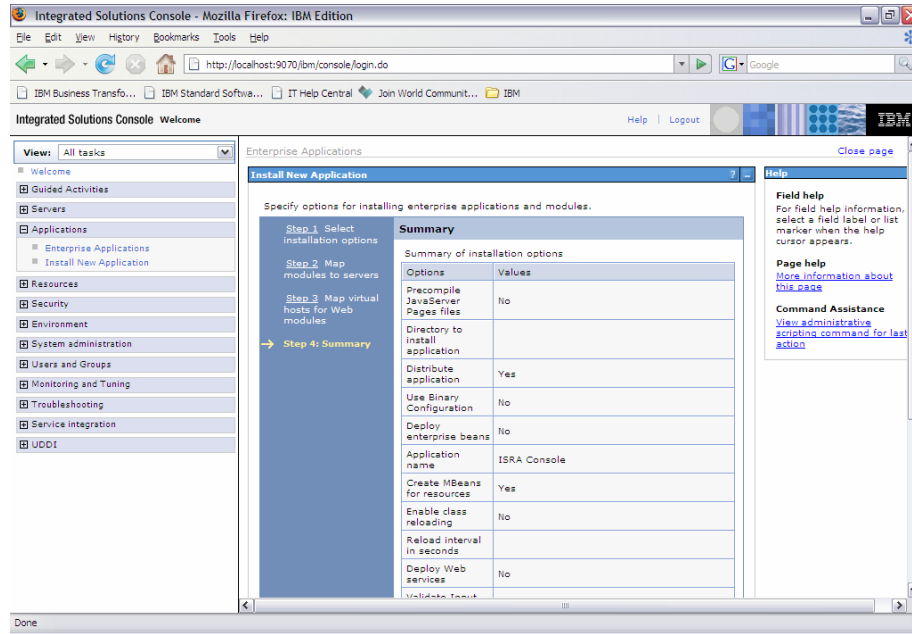 Integrated Solutions Console - Mozilla Firefox: IBM Edition
File Edit View History Bookmarks Tools Help
http://localhost:9070/ibm/console/login.do
G Google
IBM Business Transfo... IBM Standard Softwa... IT Help Central Join World Communit... IBM
Integrated Solutions Console Welcome
Help | Logout
IBM
View: All tasks
Welcome
Guided Activities
Servers
Applications
Enterprise Applications
Install New Application
Resources
Security
Environment
System administration
Users and Groups
Monitoring and Tuning
Troubleshooting
Service integration
UDDI
Enterprise Applications
Close page
Install New Application ? -
Specify options for installing enterprise applications and modules.
Step 1 Select
installation options
Step 2 Map
modules to servers
Step 3 Map virtual
hosts for Web
modules
Step 4: Summary
Summary
Summary of installation options
Options Values
Precompile
JavaServer
Pages files
No
Directory to
install
application
Distribute
application
Yes
Use Binary
Configuration
No
Deploy
enterprise beans
No
Application
name
ISRA Console
Create MBeans
for resources
Yes
Enable class
reloading
No
Reload interval
in seconds
Deploy Web
services
No
Validate Input
Help
Field help
For field help information,
select a field label or list
marker when the help
cursor appears.
Page help
More information about
this page
Command Assistance
View administrative
scripting command for last
action
Done